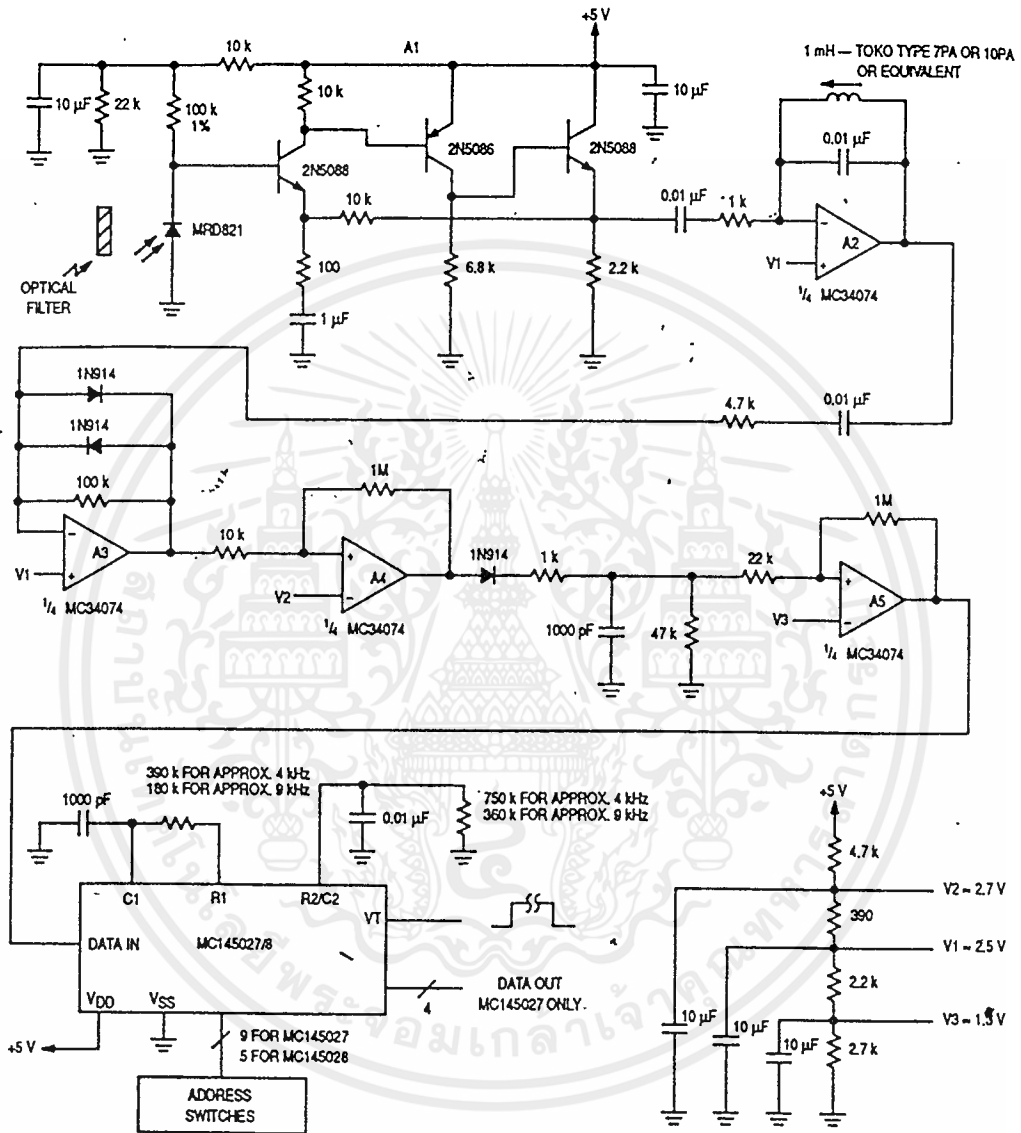 +5 V
10 k
A1
1 mH — TOKO TYPE 7PA OR 10PA
OR EQUIVALENT
10 µF
22 k
100 k
1%
10 k
10 µF
0.01 µF
2N5088
2N5086
2N5088
10 k
0.01 µF
1 k
MRD821
OPTICAL
FILTER
100
6.8 k
2.2 k
1 µF
V1
−
+
A2
1/4 MC34074
1N914
1N914
100 k
4.7 k
0.01 µF
−
+
A3
V1
1/4 MC34074
10 k
1M
+
−
A4
V2
1/4 MC34074
1N914
1 k
1000 pF
47 k
22 k
1M
+
−
A5
V3
1/4 MC34074
390 k FOR APPROX. 4 kHz
180 k FOR APPROX. 9 kHz
1000 pF
0.01 µF
750 k FOR APPROX. 4 kHz
360 k FOR APPROX. 9 kHz
C1
R1
R2/C2
VT
DATA IN
MC145027/8
VDD
VSS
4
DATA OUT
MC145027 ONLY
+5 V
9 FOR MC145027
5 FOR MC145028
ADDRESS
SWITCHES
+5 V
4.7 k
V2 = 2.7 V
390
V1 = 2.5 V
2.2 k
V3 = 1.3 V
2.7 k
10 µF
10 µF
10 µF